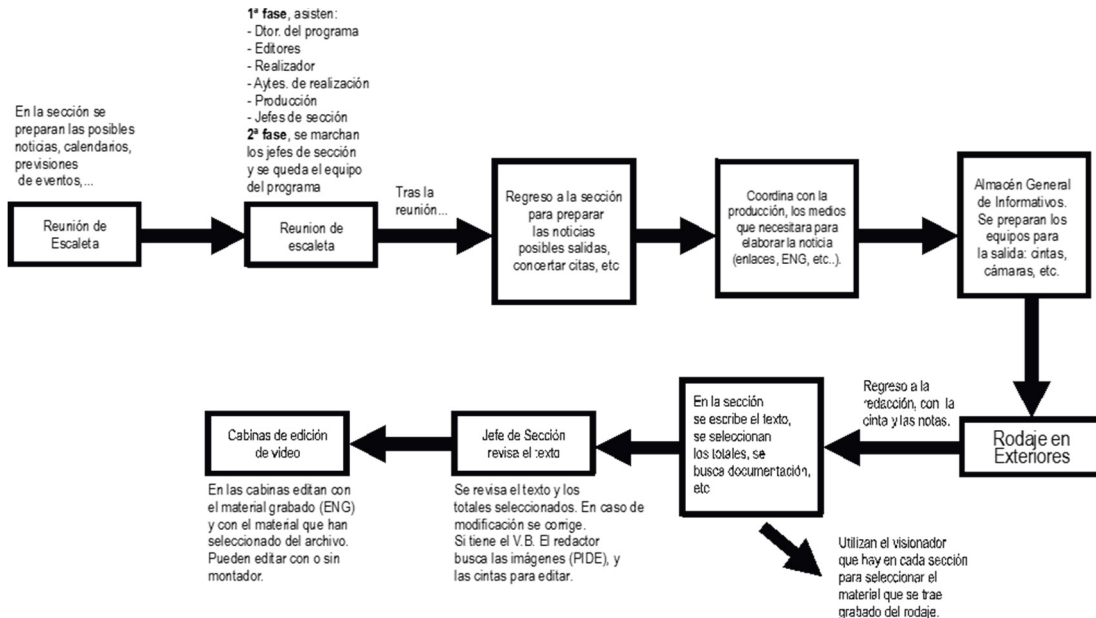 En la sección se
preparan las posibles
noticias, calendarios,
previsiones
de eventos,...
Reunión de
Escaleta
1ª fase, asisten:
- Dtor. del programa
- Editores
- Realizador
- Aytes. de realización
- Producción
- Jefes de sección
2ª fase, se marchan
los jefes de sección
y se queda el equipo
del programa
Reunion de
escaleta
Tras la
reunión...
Regreso a la sección
para preparar
las noticias
posibles salidas,
concertar citas, etc
Coordina con la
producción, los medios
que necesitara para
elaborar la noticia
(enlaces, ENG, etc..).
Almacén General
de Informativos.
Se preparan los
equipos para
la salida: cintas,
cámaras, etc.
Rodaje en
Exteriores
Regreso a la
redacción, con la
cinta y las notas.
En la sección
se escribe el texto,
se seleccionan
los totales, se
busca documentación,
etc
Utilizan el visionador
que hay en cada sección
para seleccionar el
material que se trae
grabado del rodaje.
Jefe de Sección
revisa el texto
Se revisa el texto y los
totales seleccionados. En caso de
modificación se corrige.
Si tiene el V.B. El redactor
busca las imágenes (PIDE), y
las cintas para editar.
Cabinas de edición
de video
En las cabinas editan con
el material grabado (ENG)
y con el material que han
seleccionado del archivo.
Pueden editar con o sin
montador.